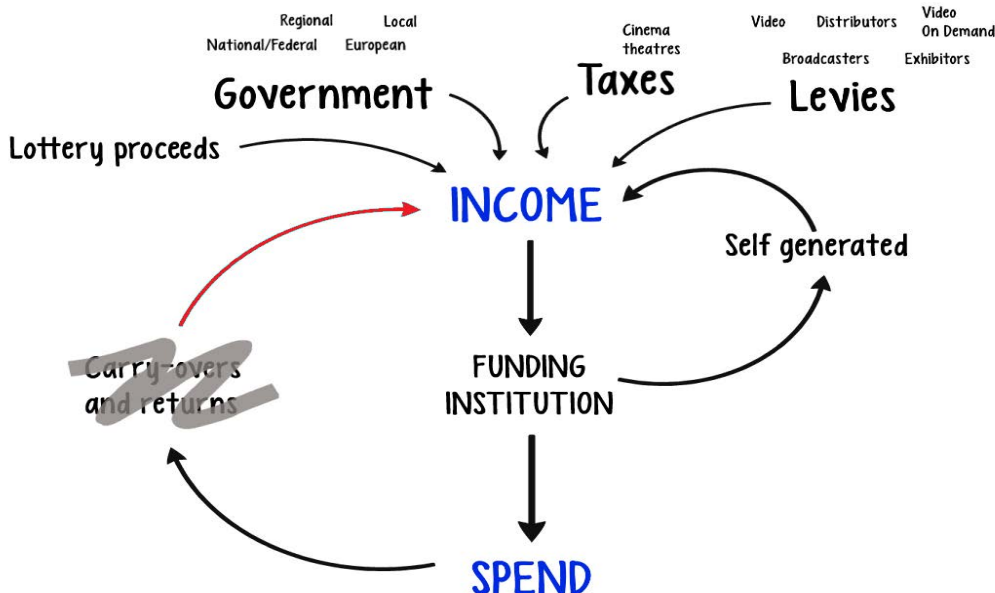 Regional
Local
National/Federal
European
Government
Cinema
theatres
Taxes
Video
Distributors
Video
On Demand
Broadcasters
Exhibitors
Levies
Lottery proceeds
INCOME
Self generated
Carry-overs
and returns
FUNDING
INSTITUTION
SPEND